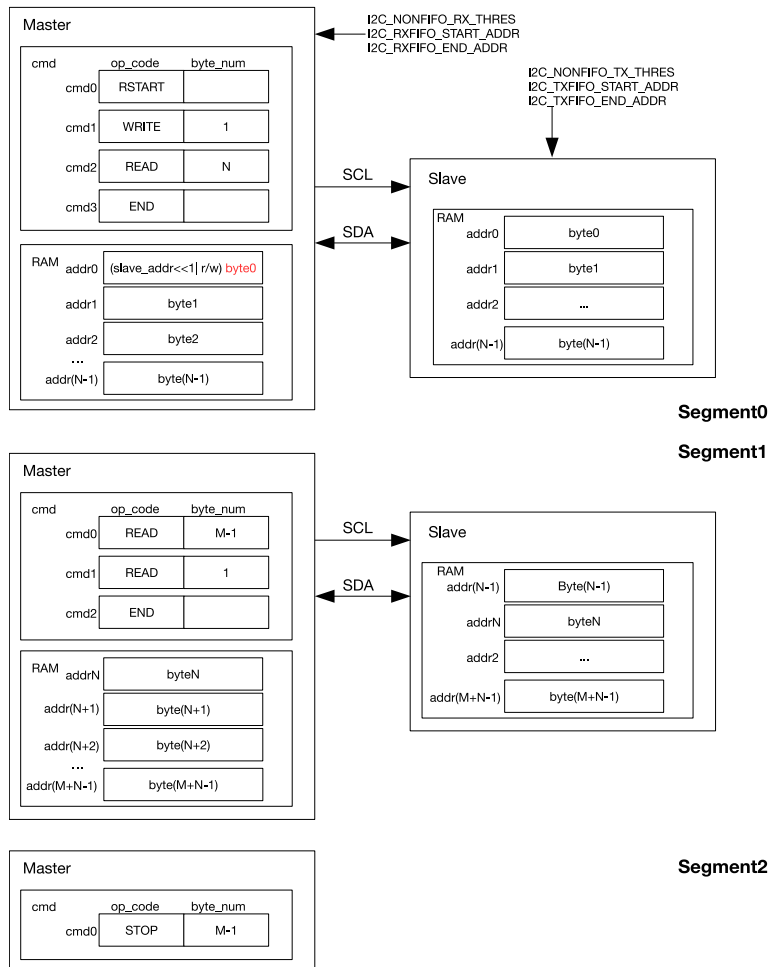 Master
I2C_NONFIFO_RX_THRES
I2C_RXFIFO_START_ADDR
I2C_RXFIFO_END_ADDR
cmd op_code byte_num
cmd0 RSTART
cmd1 WRITE 1
cmd2 READ N
cmd3 END
I2C_NONFIFO_TX_THRES
I2C_TXFIFO_START_ADDR
I2C_TXFIFO_END_ADDR
SCL
SDA
Slave
RAM
addr0 byte0
addr1 byte1
addr2 ...
addr(N-1) byte(N-1)
RAM addr0 (slave_addr<<1| r/w) byte0
addr1 byte1
addr2 byte2
...
addr(N-1) byte(N-1)
Segment0
Segment1
Master
cmd op_code byte_num
cmd0 READ M-1
cmd1 READ 1
cmd2 END
SCL
SDA
Slave
RAM
addr(N-1) Byte(N-1)
addrN byteN
addr2 ...
addr(M+N-1) byte(M+N-1)
RAM addrN byteN
addr(N+1) byte(N+1)
addr(N+2) byte(N+2)
...
addr(M+N-1) byte(M+N-1)
Segment2
Master
cmd op_code byte_num
cmd0 STOP M-1